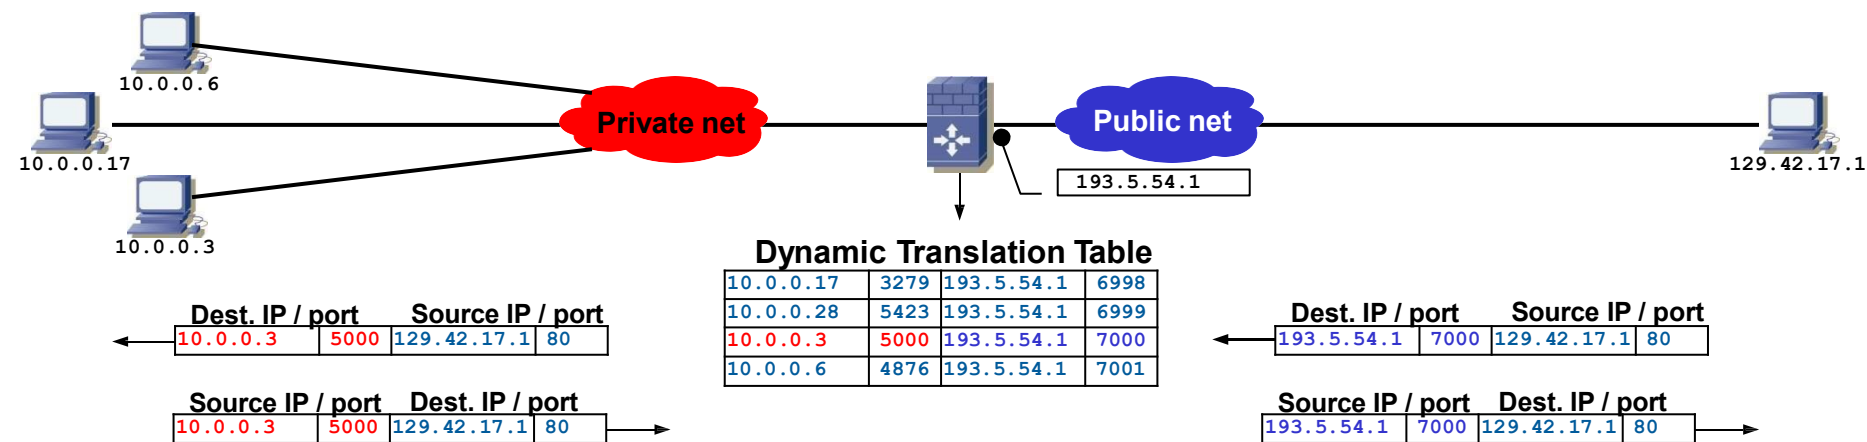 10.0.0.6
Private net
Public net
10.0.0.17
129.42.17.1
193.5.54.1
10.0.0.3
Dynamic Translation Table
10.0.0.17 3279 193.5.54.1 6998
10.0.0.28 5423 193.5.54.1 6999
10.0.0.3 5000 193.5.54.1 7000
10.0.0.6 4876 193.5.54.1 7001
Dest. IP / port Source IP / port
10.0.0.3 5000 129.42.17.1 80
Source IP / port Dest. IP / port
10.0.0.3 5000 129.42.17.1 80
Dest. IP / port Source IP / port
193.5.54.1 7000 129.42.17.1 80
Source IP / port Dest. IP / port
193.5.54.1 7000 129.42.17.1 80